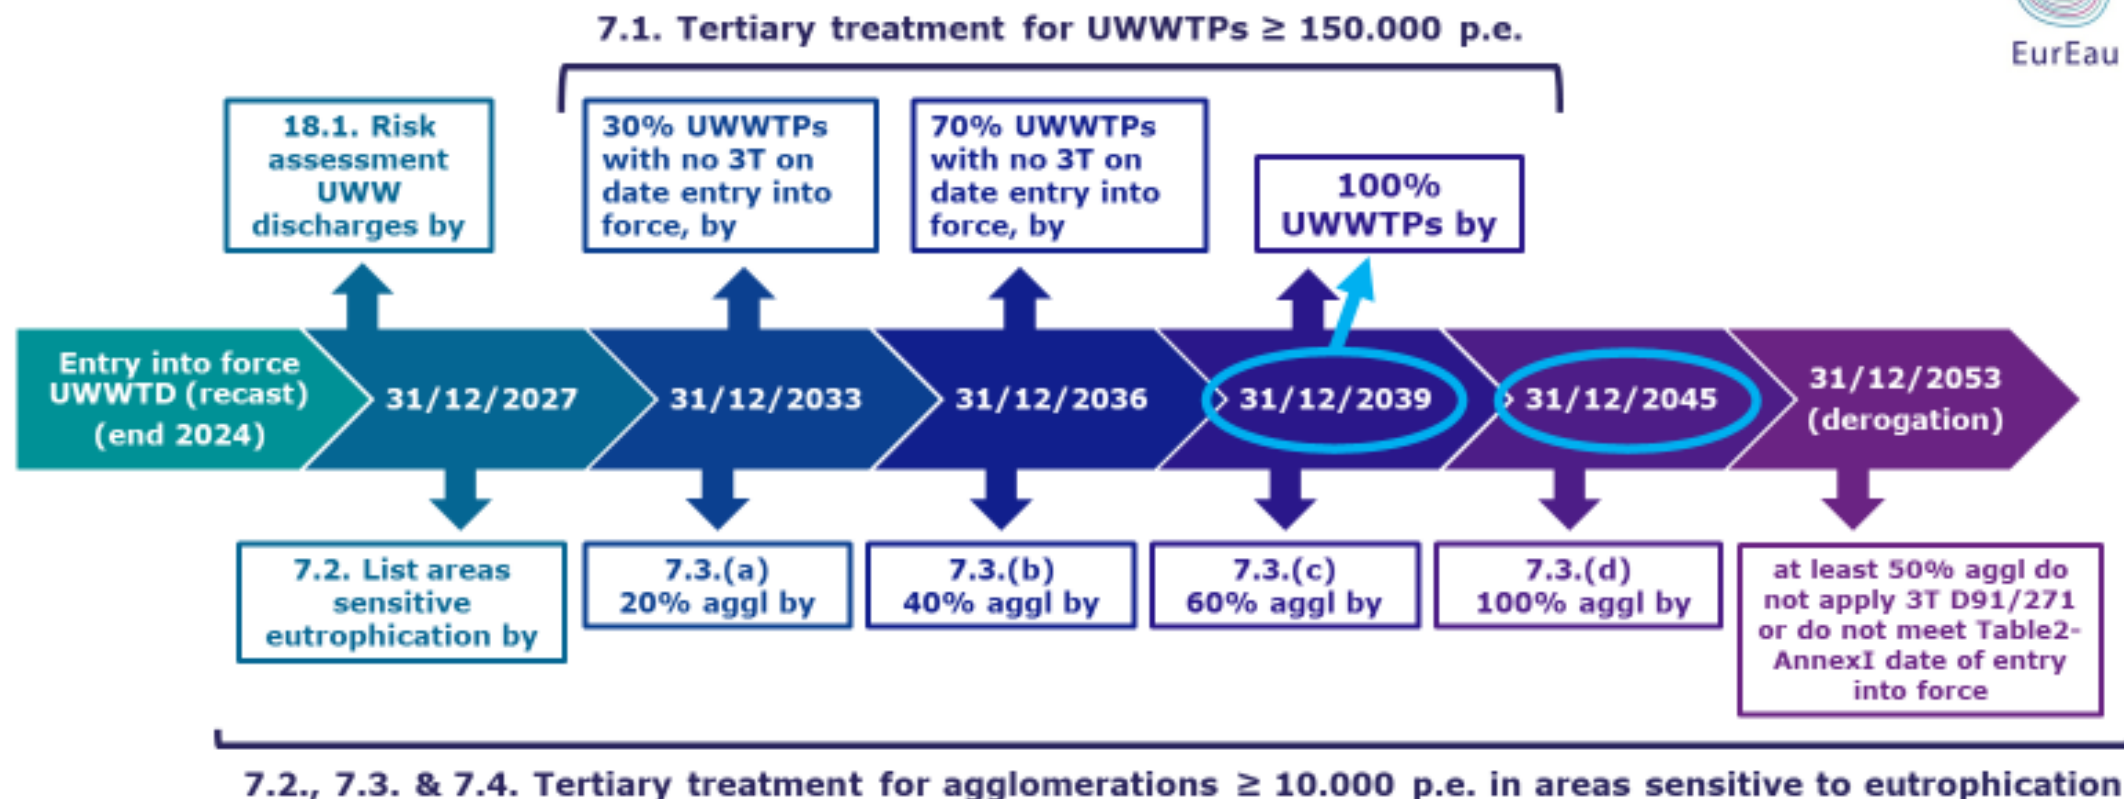 7.1. Tertiary treatment for UWWTPs ≥ 150.000 p.e.
EurEau
18.1. Risk
assessment
UWW
discharges by
30% UWWTPs
with no 3T on
date entry into
force, by
70% UWWTPs
with no 3T on
date entry into
force, by
100%
UWWTPs by
Entry into force
UWWTD (recast)
(end 2024)
31/12/2027
31/12/2033
31/12/2036
31/12/2039
31/12/2045
31/12/2053
(derogation)
7.2. List areas
sensitive
eutrophication by
7.3.(a)
20% aggl by
7.3.(b)
40% aggl by
7.3.(c)
60% aggl by
7.3.(d)
100% aggl by
at least 50% aggl do
not apply 3T D91/271
or do not meet Table2-
AnnexI date of entry
into force
7.2., 7.3. & 7.4. Tertiary treatment for agglomerations ≥ 10.000 p.e. in areas sensitive to eutrophication